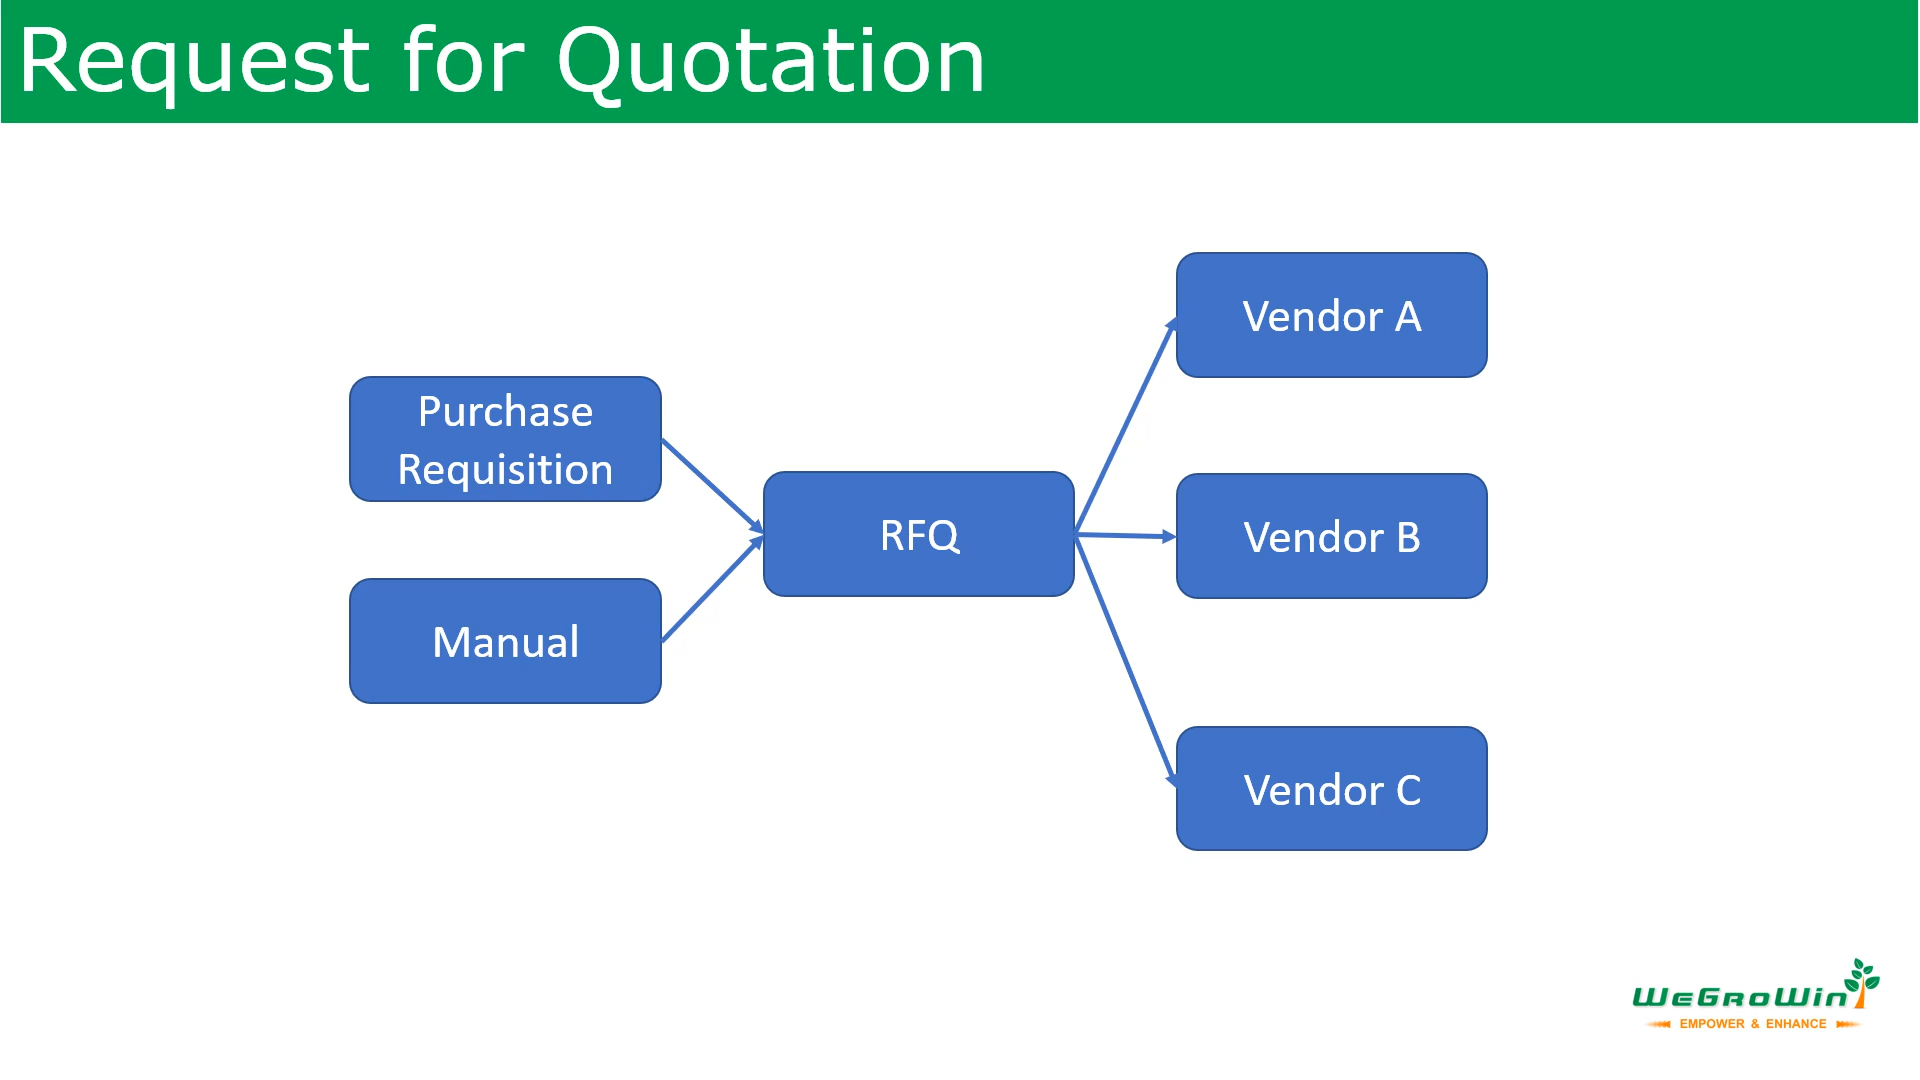 Request for Quotation
Purchase
Requisition
Manual
RFQ
Vendor A
Vendor B
Vendor C
WeGroWin
EMPOWER & ENHANCE